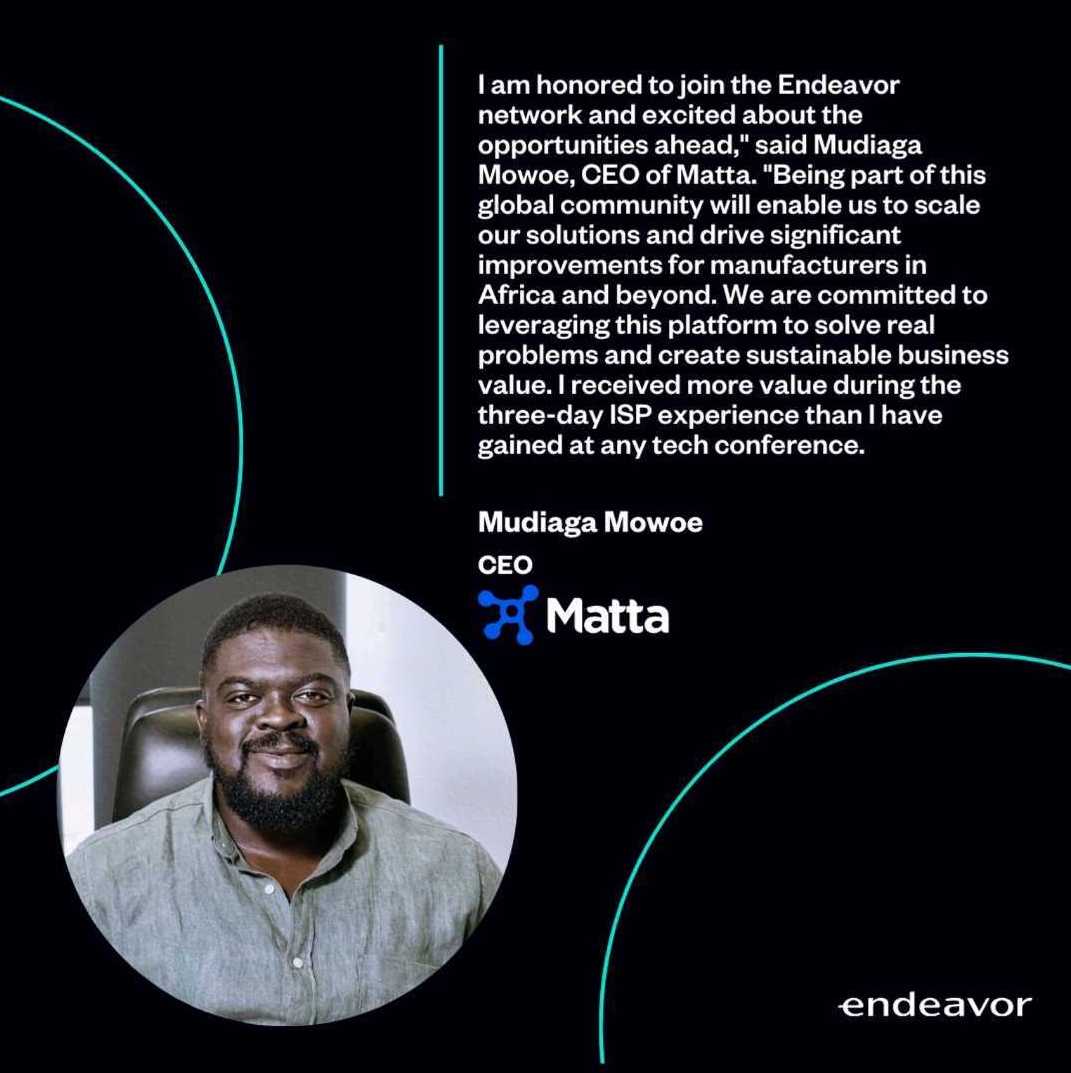 I am honored to join the Endeavor
network and excited about the
opportunities ahead," said Mudiaga
Mowoe, CEO of Matta. "Being part of this
global community will enable us to scale
our solutions and drive significant
improvements for manufacturers in
Africa and beyond. We are committed to
leveraging this platform to solve real
problems and create sustainable business
value. I received more value during the
three-day ISP experience than I have
gained at any tech conference.
Mudiaga Mowoe
CEO
Matta
endeavor